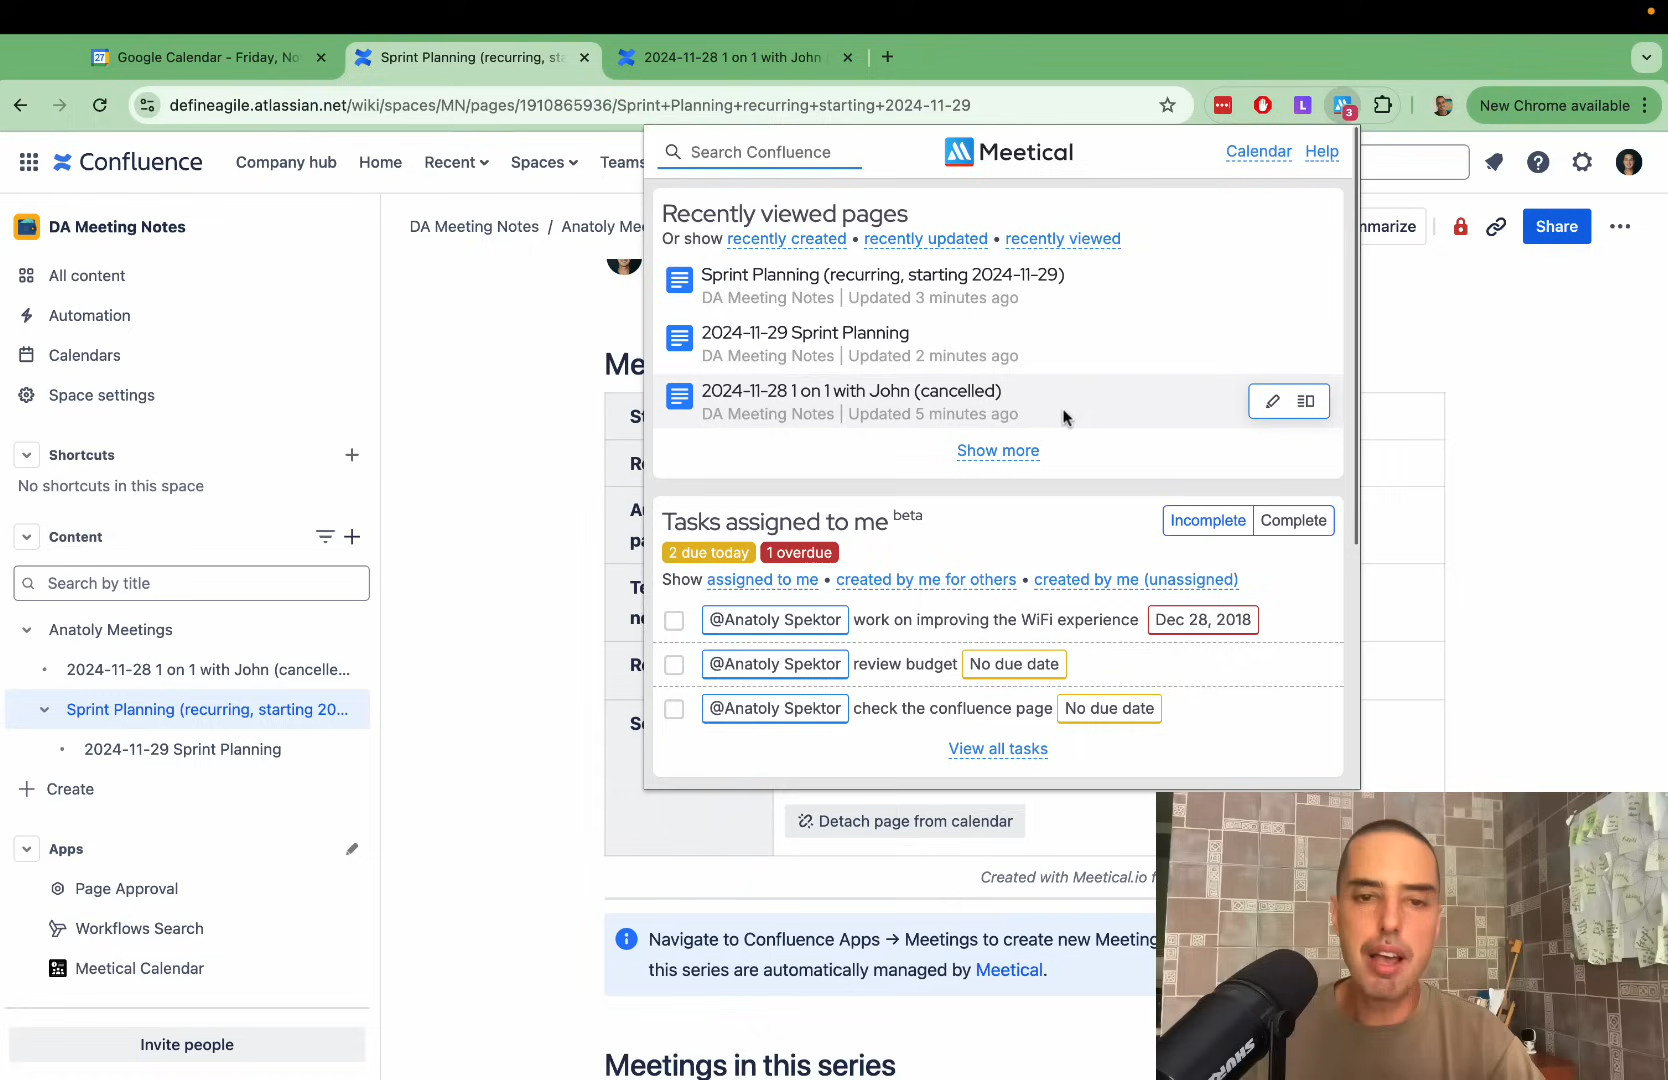 Google Calendar - Friday, No
Sprint Planning (recurring, sta
2024-11-28 1 on 1 with John
defineagile.atlassian.net/wiki/spaces/MN/pages/1910865936/Sprint+Planning+recurring+starting+2024-11-29
L
3
New Chrome available
Confluence
Company hub
Home
Recent
Spaces
Teams
Search Confluence
Meetical
Calendar
Help
DA Meeting Notes
All content
Automation
Calendars
Space settings
Shortcuts
No shortcuts in this space
Content
Search by title
Anatoly Meetings
2024-11-28 1 on 1 with John (cancelle...
Sprint Planning (recurring, starting 20...
2024-11-29 Sprint Planning
Create
Apps
Page Approval
Workflows Search
Meetical Calendar
Invite people
DA Meeting Notes / Anatoly Mee
mmarize
Share
Recently viewed pages
Or show recently created • recently updated • recently viewed
Sprint Planning (recurring, starting 2024-11-29)
DA Meeting Notes | Updated 3 minutes ago
2024-11-29 Sprint Planning
DA Meeting Notes | Updated 2 minutes ago
2024-11-28 1 on 1 with John (cancelled)
DA Meeting Notes | Updated 5 minutes ago
Show more
Tasks assigned to me beta
Incomplete
Complete
2 due today
1 overdue
Show assigned to me • created by me for others • created by me (unassigned)
@Anatoly Spektor work on improving the WiFi experience Dec 28, 2018
@Anatoly Spektor review budget No due date
@Anatoly Spektor check the confluence page No due date
View all tasks
Me
St
Re
Au
pa
Te
no
Re
Se
Detach page from calendar
Created with Meetical.io f
Navigate to Confluence Apps → Meetings to create new Meeting
this series are automatically managed by Meetical.
Meetings in this series
SHURE